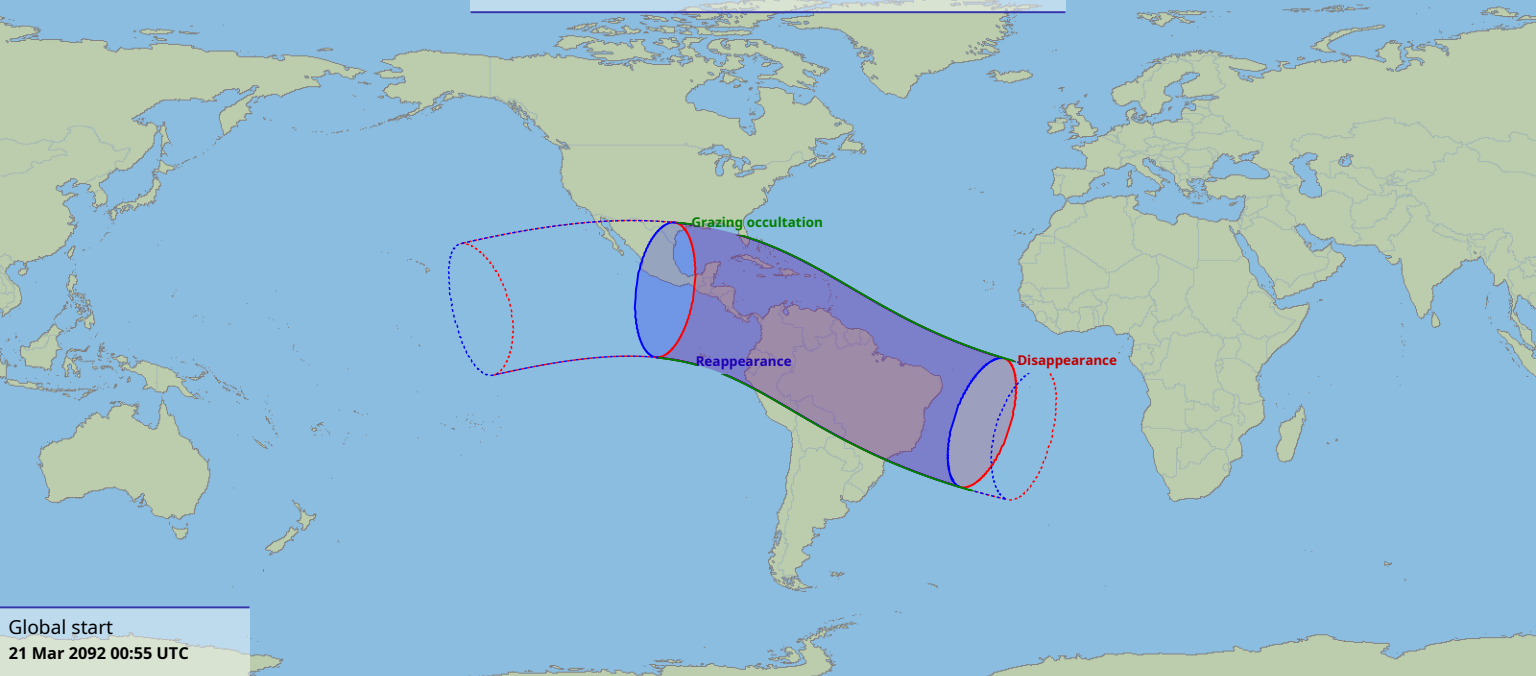 Grazing occultation
Reappearance
Disappearance
Global start
21 Mar 2092 00:55 UTC